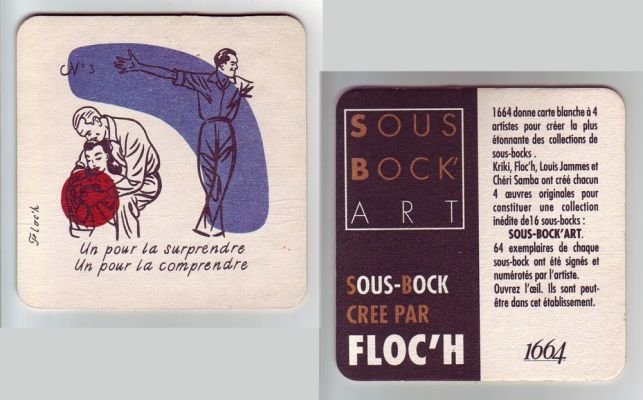 N° 3
Floc'h
Un pour la surprendre
Un pour la comprendre
SOUS
BOCK'
ART
SOUS-BOCK
CREE PAR
FLOC'H
1664 donne carte blanche à 4
artistes pour créer la plus
étonnante des collections de
sous-bocks .
Kriki, Floc'h, Louis Jammes et
Chéri Samba ont créé chacun
4 œuvres originales pour
constituer une collection
inédite de16 sous-bocks :
SOUS-BOCK'ART.
64 exemplaires de chaque
sous-bock ont été signés et
numérotés par l'artiste.
Ouvrez l'œil. Ils sont peut-
être dans cet établissement.
1664